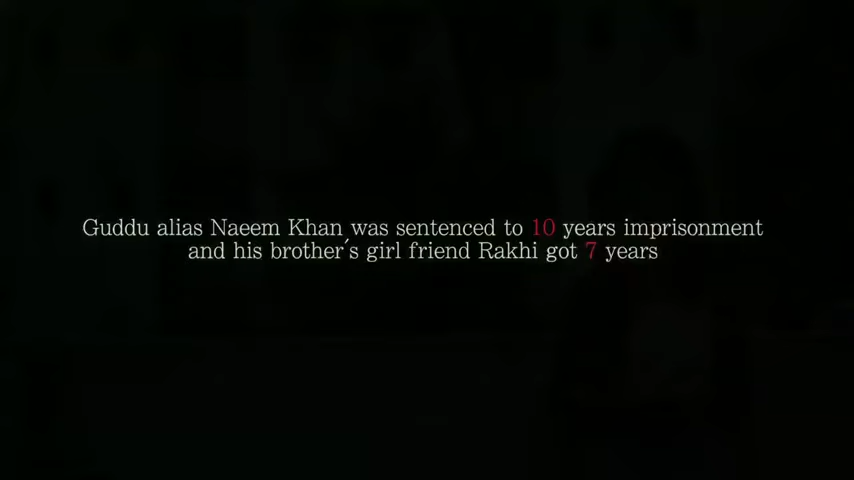 Guddu alias Naeem Khan was sentenced to 10 years imprisonment
and his brother´s girl friend Rakhi got 7 years